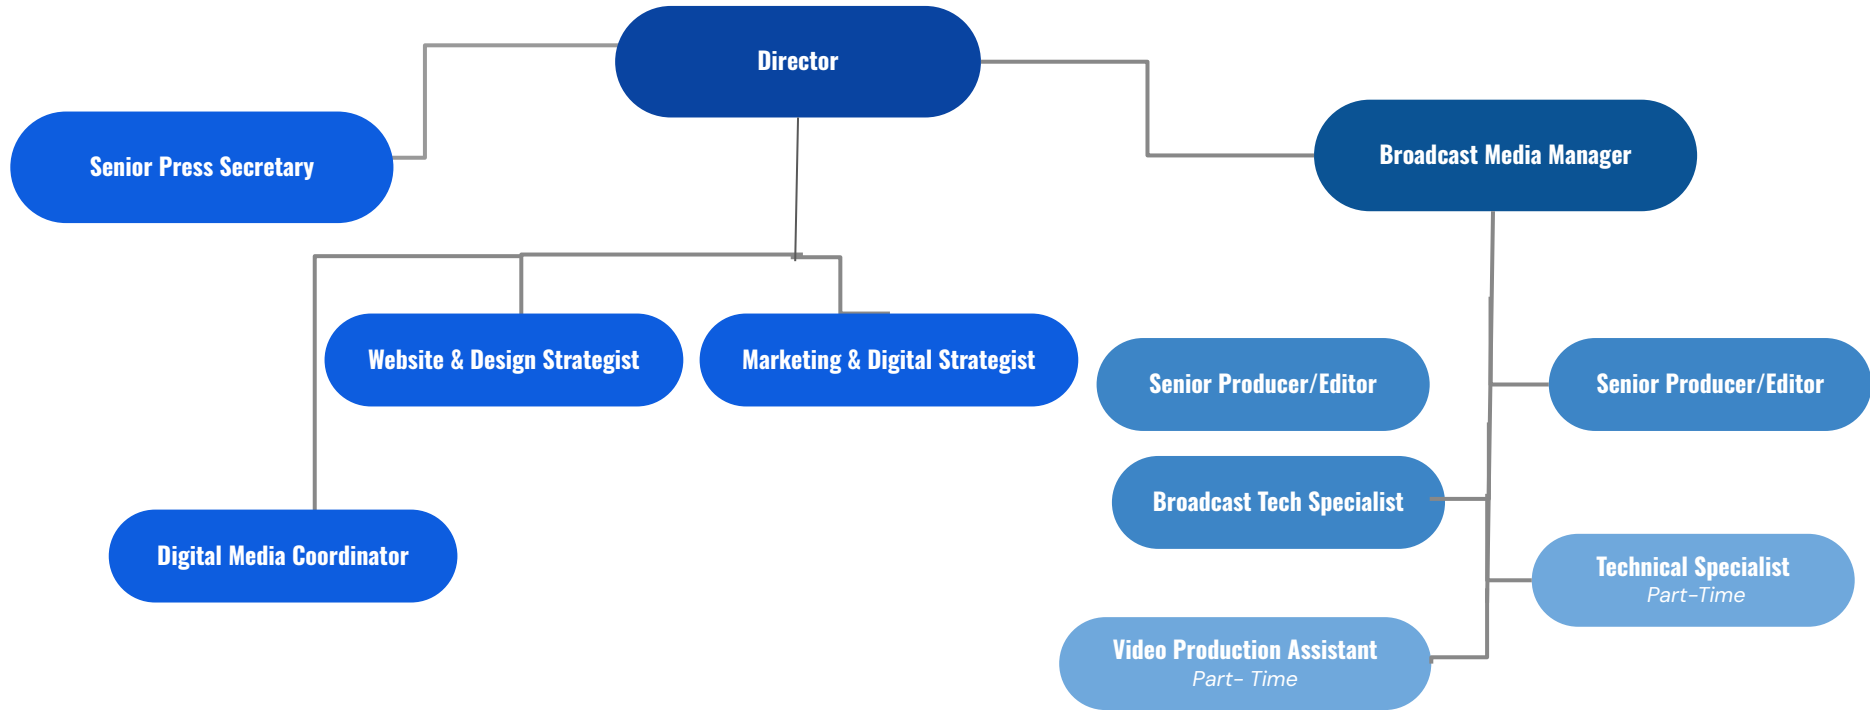 Director
Senior Press Secretary
Broadcast Media Manager
Website & Design Strategist
Marketing & Digital Strategist
Senior Producer/Editor
Senior Producer/Editor
Broadcast Tech Specialist
Digital Media Coordinator
Technical Specialist
Part-Time
Video Production Assistant
Part- Time